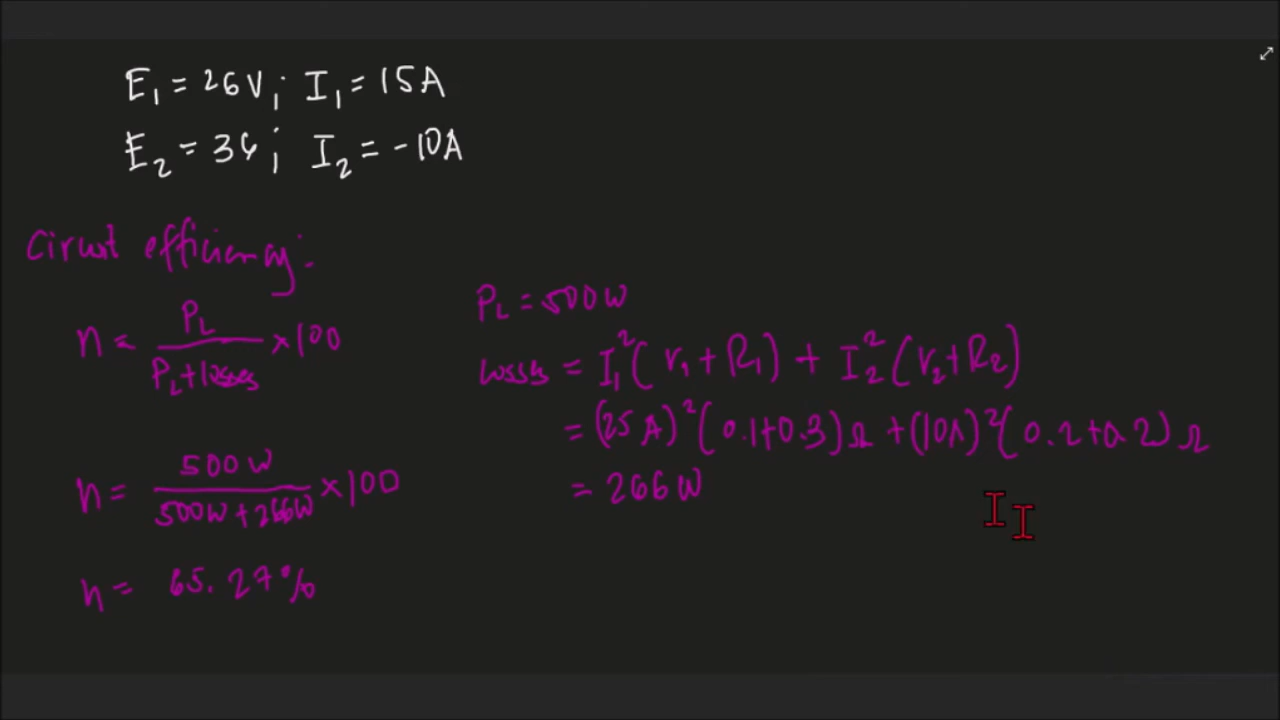 E₁ = 26V; I₁ = 15A
E₂ = 36; I₂ = -10A
Circuit efficiency:
n = P_L / (P_L + losses) × 100
P_L = 500W
losses = I₁² (r₁ + R₁) + I₂² (r₂ + R₂)
= (25A)² (0.1+0.3) Ω + (10A)² (0.2+0.2) Ω
= 266W
n = 500W / (500W + 266W) × 100
n = 65.27%